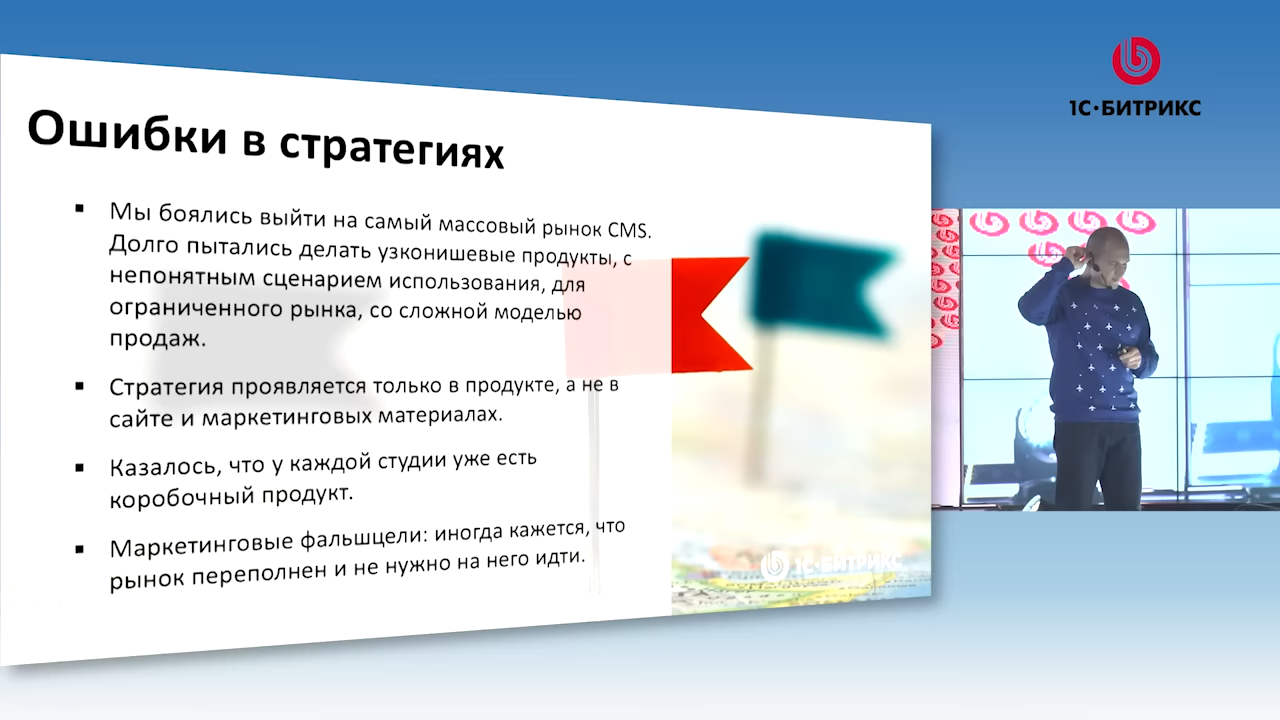 1С·БИТРИКС
Ошибки в стратегиях
▪ Мы боялись выйти на самый массовый рынок CMS.
Долго пытались делать узконишевые продукты, с
непонятным сценарием использования, для
ограниченного рынка, со сложной моделью
продаж.
▪ Стратегия проявляется только в продукте, а не в
сайте и маркетинговых материалах.
▪ Казалось, что у каждой студии уже есть
коробочный продукт.
▪ Маркетинговые фальшцели: иногда кажется, что
рынок переполнен и не нужно на него идти.
1С·БИТРИКС